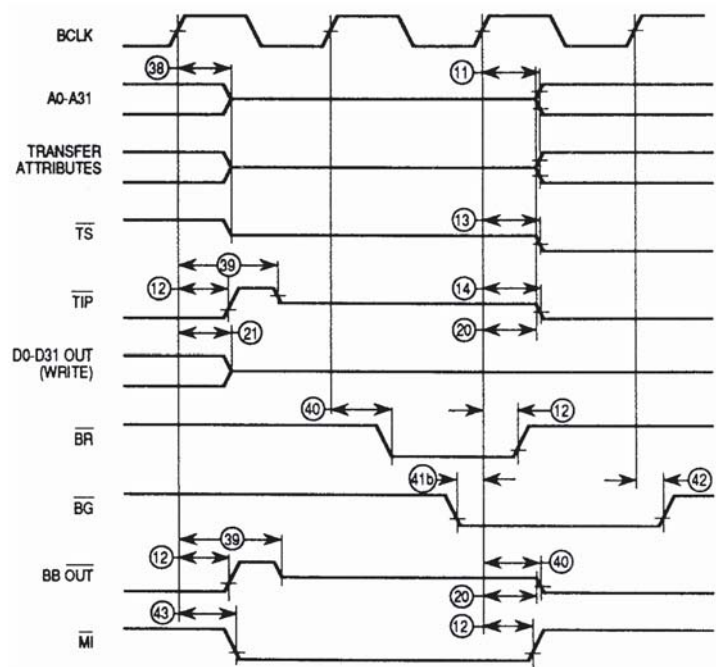 BCLK
38
11
A0-A31
TRANSFER
ATTRIBUTES
13
TS
39
12
14
TIP
21
20
D0-D31 OUT
(WRITE)
40
12
BR
41b
42
BG
39
12
40
BB OUT
20
43
12
MI